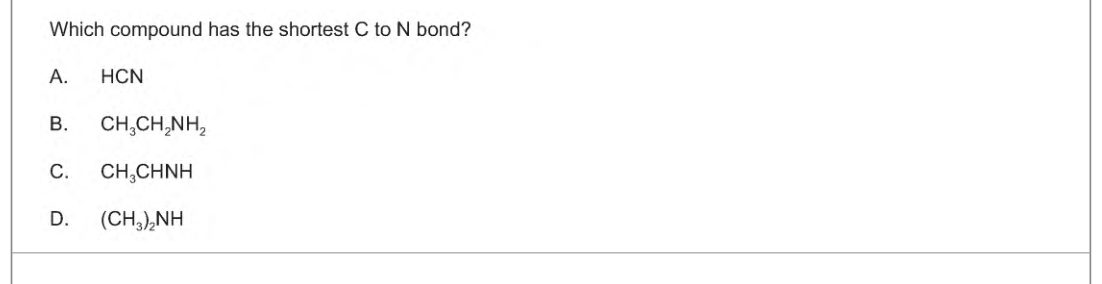 Which compound has the shortest C to N bond?
A. HCN
B. CH₃CH₂NH₂
C. CH₃CHNH
D. (CH₃)₂NH